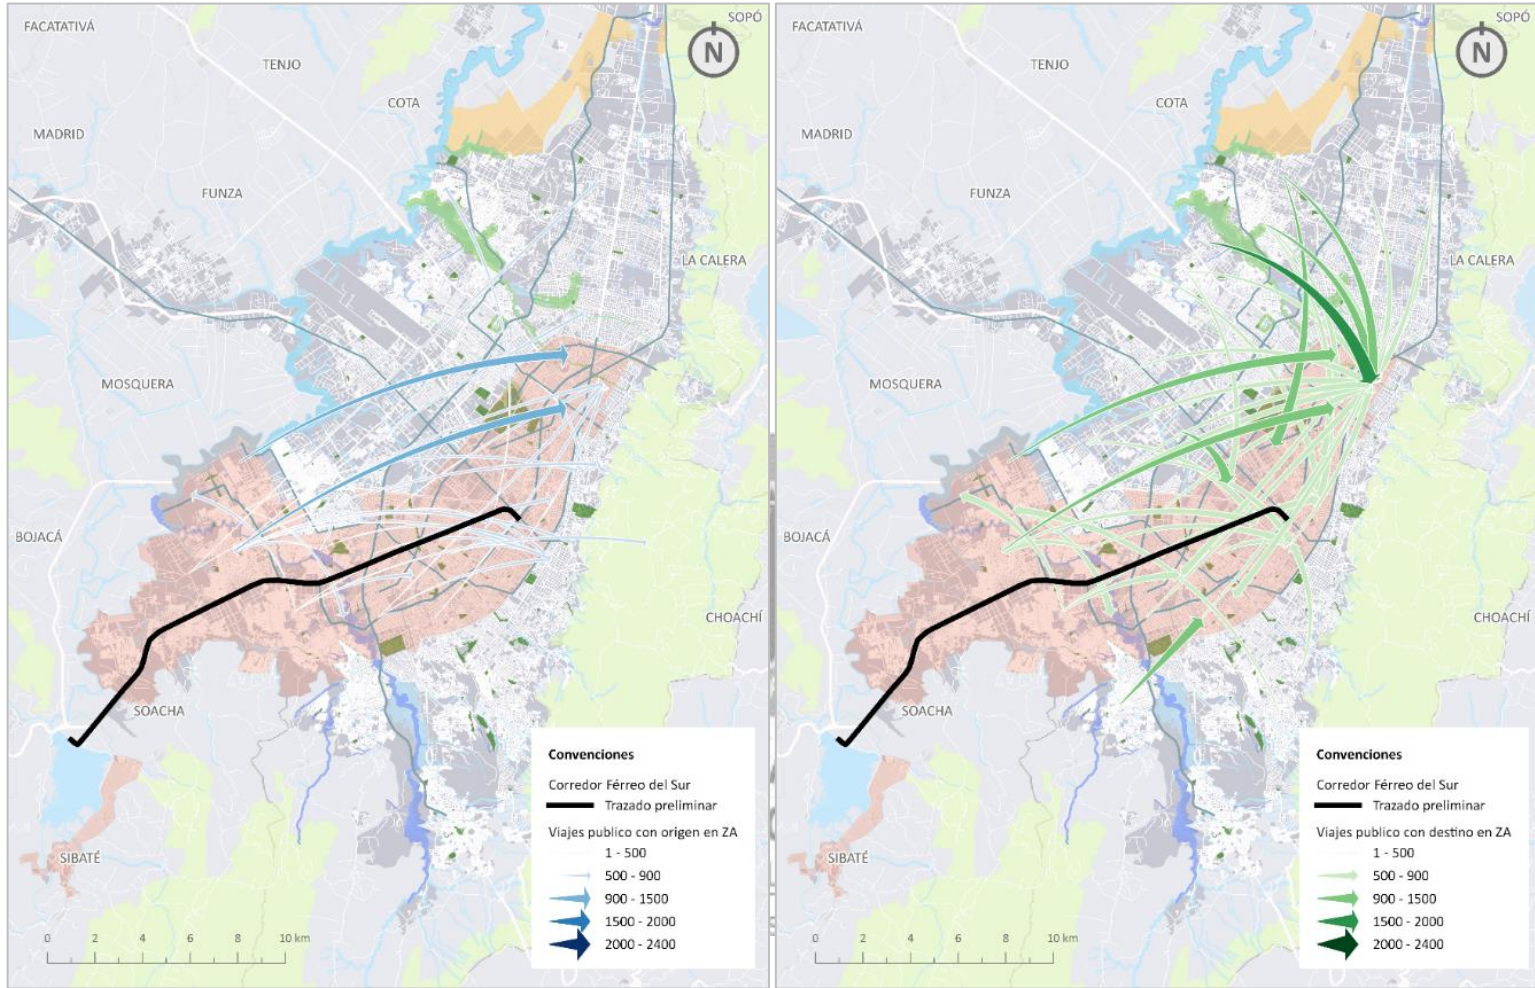 FACATATIVÁ
SOPÓ
N
TENJO
COTA
MADRID
FUNZA
LA CALERA
MOSQUERA
BOJACÁ
CHOACHÍ
SOACHA
SIBATÉ
Convenciones
Corredor Férreo del Sur
Trazado preliminar
Viajes publico con origen en ZA
1 - 500
500 - 900
900 - 1500
1500 - 2000
2000 - 2400
0 2 4 6 8 10 km
FACATATIVÁ
SOPÓ
N
TENJO
COTA
MADRID
FUNZA
LA CALERA
MOSQUERA
BOJACÁ
CHOACHÍ
SOACHA
SIBATÉ
Convenciones
Corredor Férreo del Sur
Trazado preliminar
Viajes publico con destino en ZA
1 - 500
500 - 900
900 - 1500
1500 - 2000
2000 - 2400
0 2 4 6 8 10 km